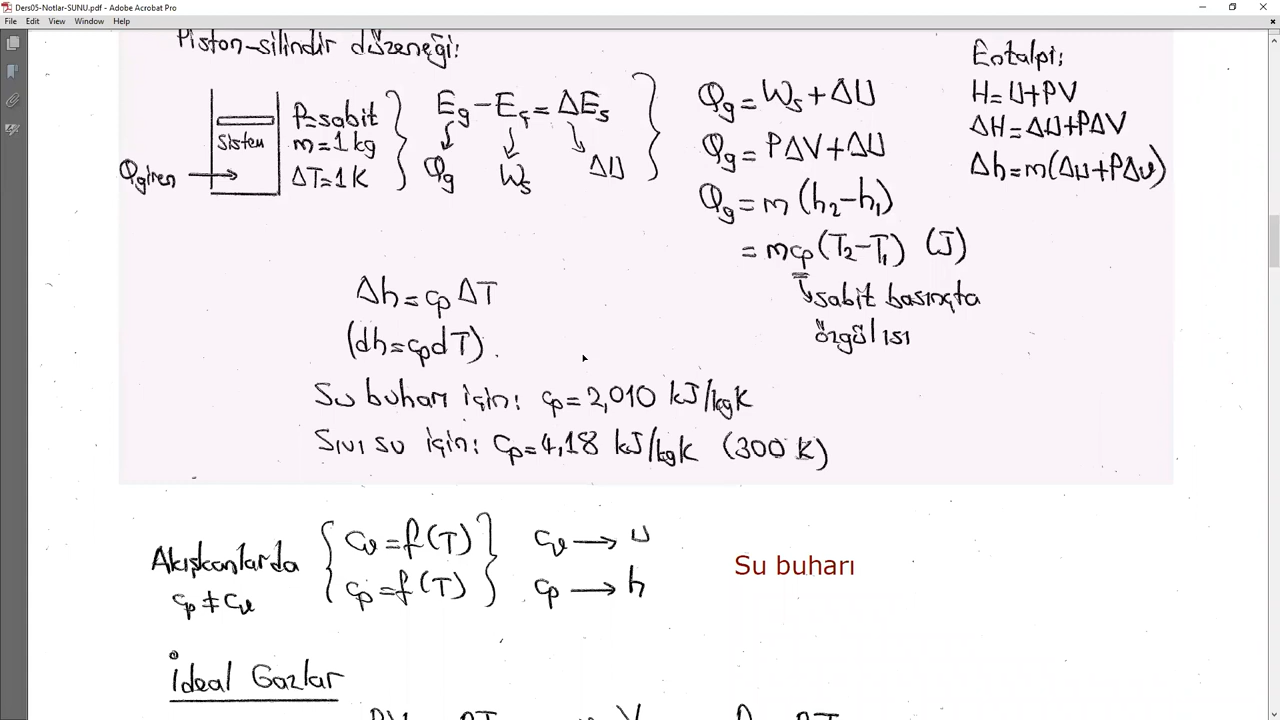 Ders05-Notlar-SUNU.pdf - Adobe Acrobat Pro
File Edit View Window Help
Piston-silindir düzeneği:
Sistem
Qgiren
P=sabit
m=1 kg
ΔT=1 K
Eg-Eç=ΔEs
Qg Ws ΔU
Qg=Ws+ΔU
Qg=PΔV+ΔU
Qg=m(h2-h1)
=mcp(T2-T1) (J)
sabit basınçta
özgül ısı
Entalpi:
H=U+PV
ΔH=ΔU+PΔV
Δh=m(Δu+PΔv)
Δh=cpΔT
(dh=cpdT).
Su buharı için: cp=2,010 kJ/kgK
Sıvı su için: cp=4,18 kJ/kgK (300 K)
Akışkanlarda
cp≠cv
cv=f(T)
cp=f(T)
cv→u
cp→h
Su buharı
İdeal Gazlar